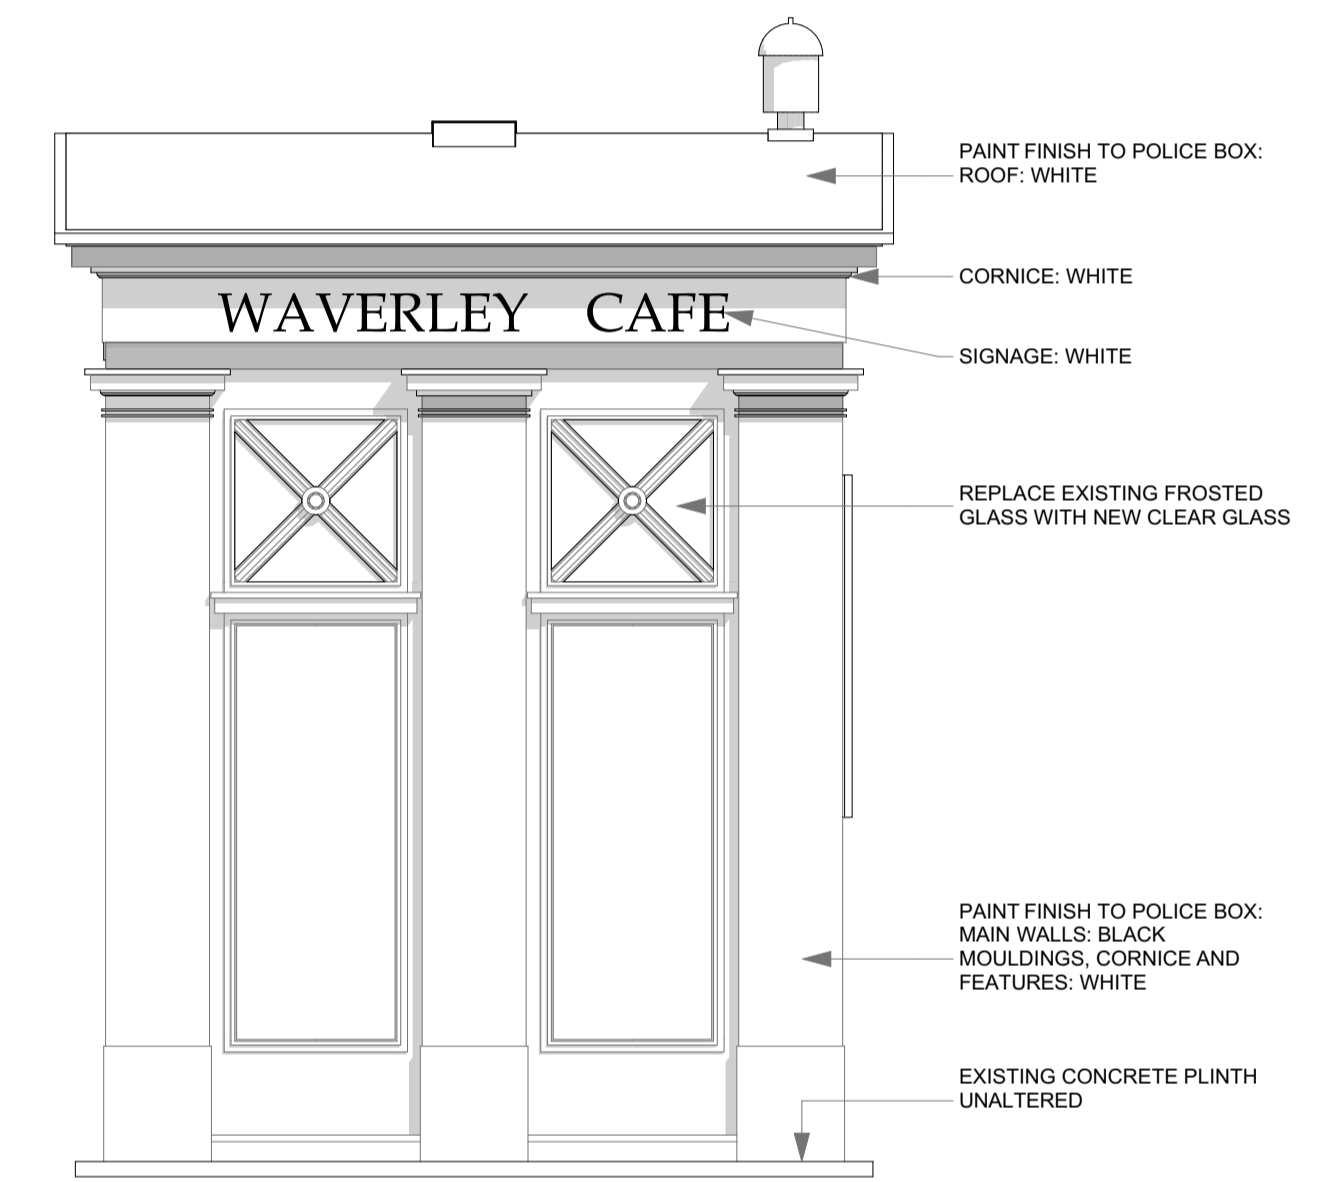 PAINT FINISH TO POLICE BOX:
ROOF: WHITE
CORNICE: WHITE
WAVERLEY CAFE
SIGNAGE: WHITE
REPLACE EXISTING FROSTED
GLASS WITH NEW CLEAR GLASS
PAINT FINISH TO POLICE BOX:
MAIN WALLS: BLACK
MOULDINGS, CORNICE AND
FEATURES: WHITE
EXISTING CONCRETE PLINTH
UNALTERED